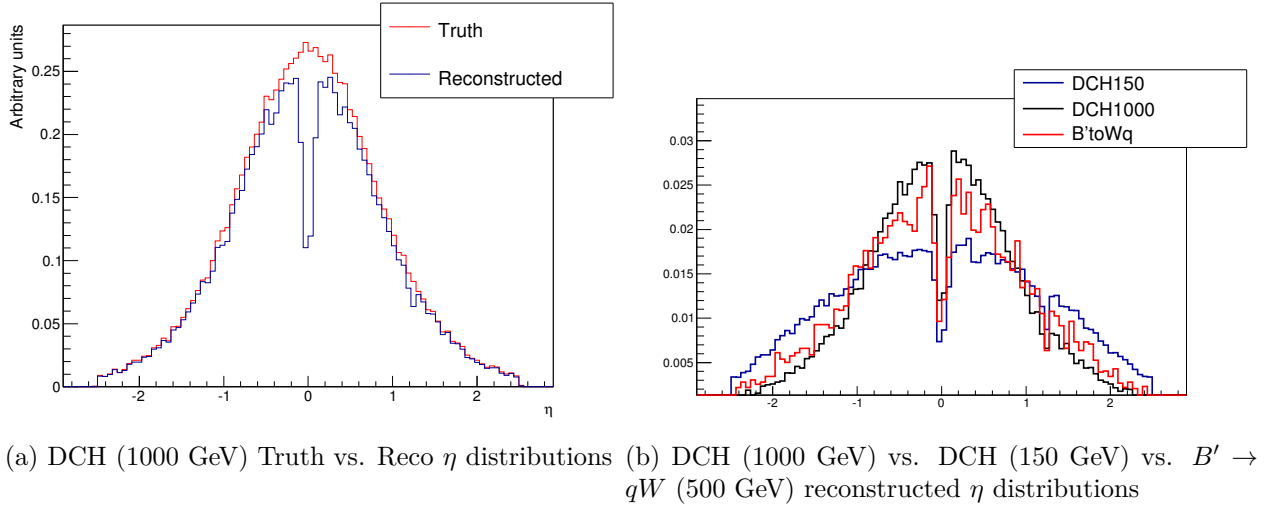 Arbitrary units
Truth
Reconstructed
0.25
0.2
0.15
0.1
0.05
0
-2
-1
0
1
2
η
DCH150
DCH1000
B'toWq
0.03
0.025
0.02
0.015
0.01
0.005
-2
-1
0
1
2
(a) DCH (1000 GeV) Truth vs. Reco η distributions
(b) DCH (1000 GeV) vs. DCH (150 GeV) vs. B′ →
qW (500 GeV) reconstructed η distributions